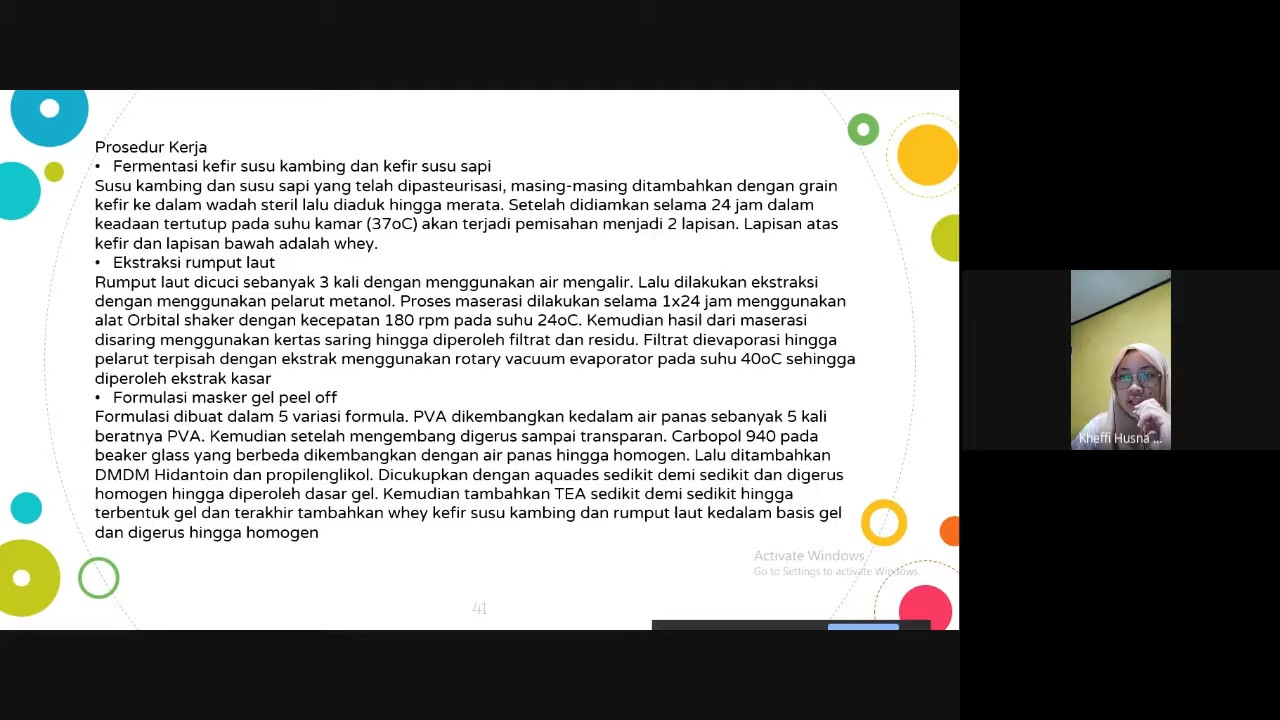 Prosedur Kerja
• Fermentasi kefir susu kambing dan kefir susu sapi
Susu kambing dan susu sapi yang telah dipasteurisasi, masing-masing ditambahkan dengan grain
kefir ke dalam wadah steril lalu diaduk hingga merata. Setelah didiamkan selama 24 jam dalam
keadaan tertutup pada suhu kamar (37oC) akan terjadi pemisahan menjadi 2 lapisan. Lapisan atas
kefir dan lapisan bawah adalah whey.
• Ekstraksi rumput laut
Rumput laut dicuci sebanyak 3 kali dengan menggunakan air mengalir. Lalu dilakukan ekstraksi
dengan menggunakan pelarut metanol. Proses maserasi dilakukan selama 1x24 jam menggunakan
alat Orbital shaker dengan kecepatan 180 rpm pada suhu 24oC. Kemudian hasil dari maserasi
disaring menggunakan kertas saring hingga diperoleh filtrat dan residu. Filtrat dievaporasi hingga
pelarut terpisah dengan ekstrak menggunakan rotary vacuum evaporator pada suhu 40oC sehingga
diperoleh ekstrak kasar
• Formulasi masker gel peel off
Formulasi dibuat dalam 5 variasi formula. PVA dikembangkan kedalam air panas sebanyak 5 kali
beratnya PVA. Kemudian setelah mengembang digerus sampai transparan. Carbopol 940 pada
beaker glass yang berbeda dikembangkan dengan air panas hingga homogen. Lalu ditambahkan
DMDM Hidantoin dan propilenglikol. Dicukupkan dengan aquades sedikit demi sedikit dan digerus
homogen hingga diperoleh dasar gel. Kemudian tambahkan TEA sedikit demi sedikit hingga
terbentuk gel dan terakhir tambahkan whey kefir susu kambing dan rumput laut kedalam basis gel
dan digerus hingga homogen
Activate Windows
Go to Settings to activate Windows.
41
Kheffi Husna ...